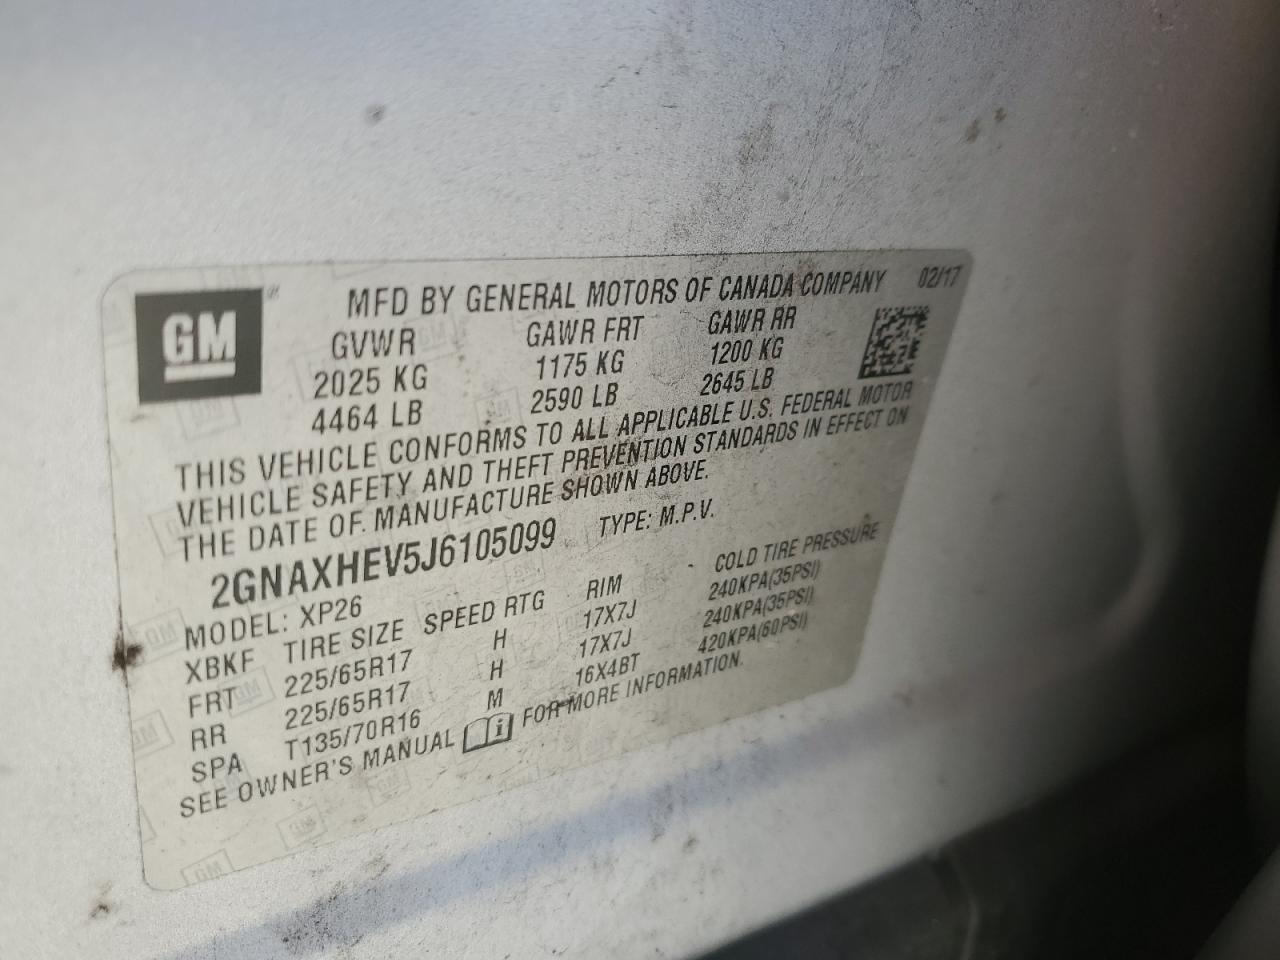 GM
MFD BY GENERAL MOTORS OF CANADA COMPANY 02/17
GVWR GAWR FRT GAWR RR
2025 KG 1175 KG 1200 KG
4464 LB 2590 LB 2645 LB
THIS VEHICLE CONFORMS TO ALL APPLICABLE U.S. FEDERAL MOTOR
VEHICLE SAFETY AND THEFT PREVENTION STANDARDS IN EFFECT ON
THE DATE OF MANUFACTURE SHOWN ABOVE.
2GNAXHEV5J6105099 TYPE: M.P.V.
MODEL: XP26
XBKF TIRE SIZE SPEED RTG RIM COLD TIRE PRESSURE
FRT 225/65R17 H 17X7J 240KPA(35PSI)
RR 225/65R17 H 17X7J 240KPA(35PSI)
SPA T135/70R16 M 16X4BT 420KPA(60PSI)
SEE OWNER'S MANUAL FOR MORE INFORMATION.